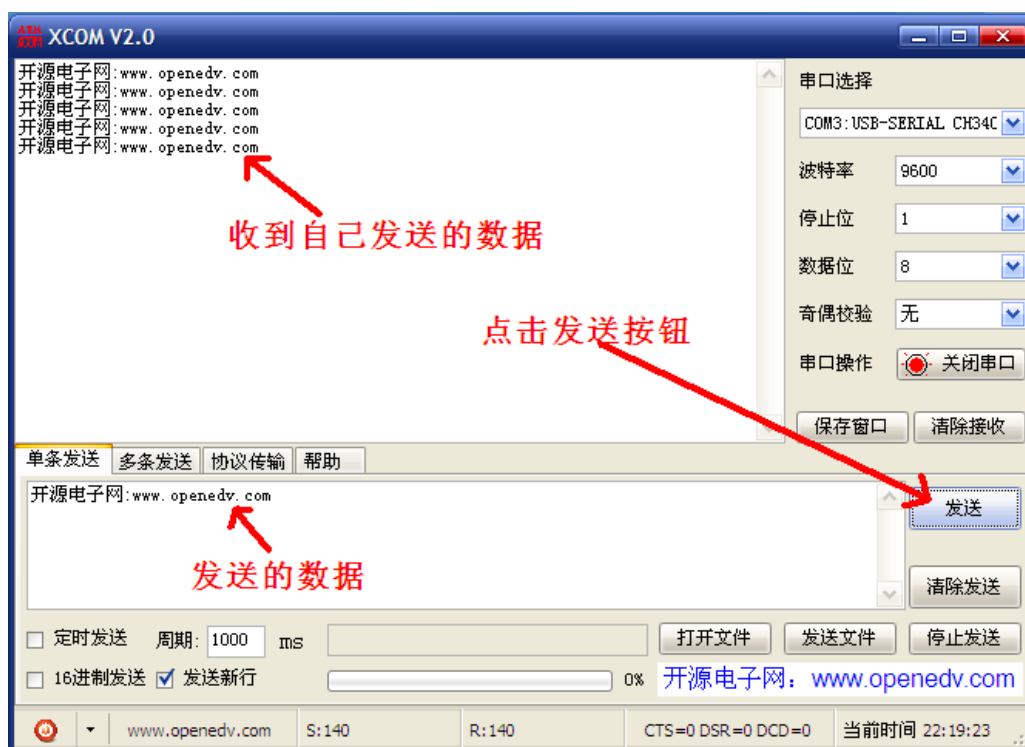 XCOM V2.0
开源电子网:www.openedv.com
开源电子网:www.openedv.com
开源电子网:www.openedv.com
开源电子网:www.openedv.com
开源电子网:www.openedv.com
收到自己发送的数据
点击发送按钮
串口选择
COM3:USB-SERIAL CH340
波特率 9600
停止位 1
数据位 8
奇偶校验 无
串口操作 关闭串口
保存窗口 清除接收
单条发送 多条发送 协议传输 帮助
开源电子网:www.openedv.com
发送的数据
发送
清除发送
定时发送 周期: 1000 ms 打开文件 发送文件 停止发送
16进制发送 发送新行 0% 开源电子网：www.openedv.com
www.openedv.com S:140 R:140 CTS=0 DSR=0 DCD=0 当前时间 22:19:23